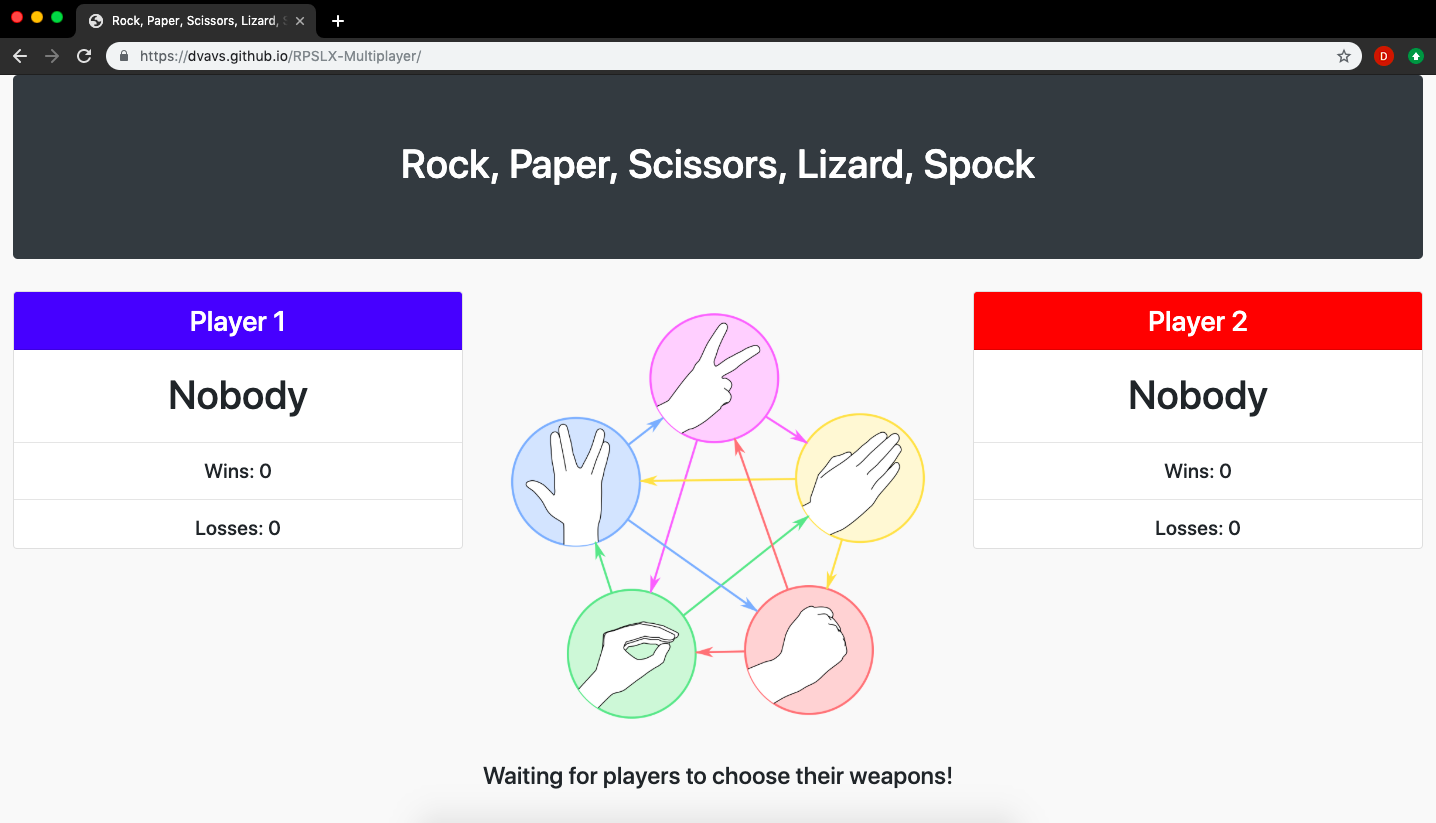 Rock, Paper, Scissors, Lizard, S
https://dvavs.github.io/RPSLX-Multiplayer/
D
Rock, Paper, Scissors, Lizard, Spock
Player 1
Nobody
Wins: 0
Losses: 0
Player 2
Nobody
Wins: 0
Losses: 0
Waiting for players to choose their weapons!